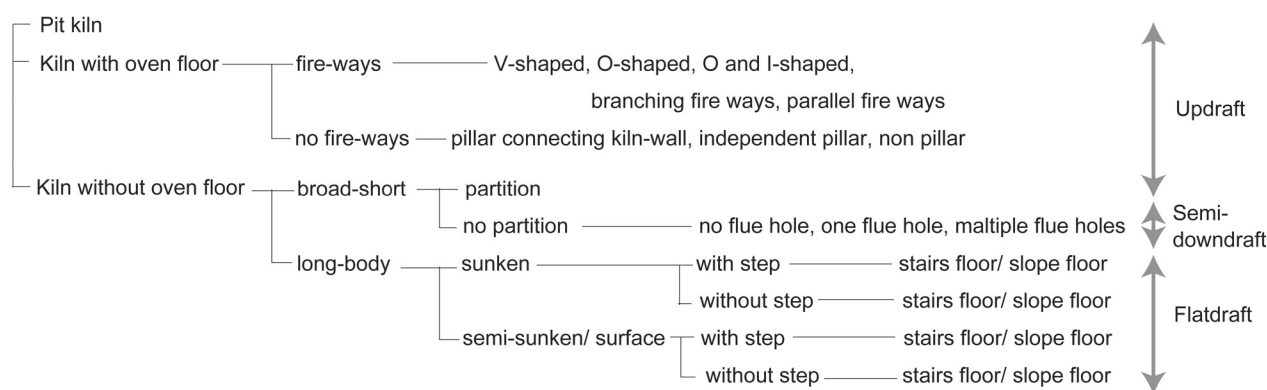 Pit kiln
Kiln with oven floor fire-ways V-shaped, O-shaped, O and I-shaped,
branching fire ways, parallel fire ways
Updraft
no fire-ways pillar connecting kiln-wall, independent pillar, non pillar
Kiln without oven floor broad-short partition
no partition no flue hole, one flue hole, maltiple flue holes
Semi-
downdraft
long-body sunken with step stairs floor/ slope floor
without step stairs floor/ slope floor
Flatdraft
semi-sunken/ surface with step stairs floor/ slope floor
without step stairs floor/ slope floor